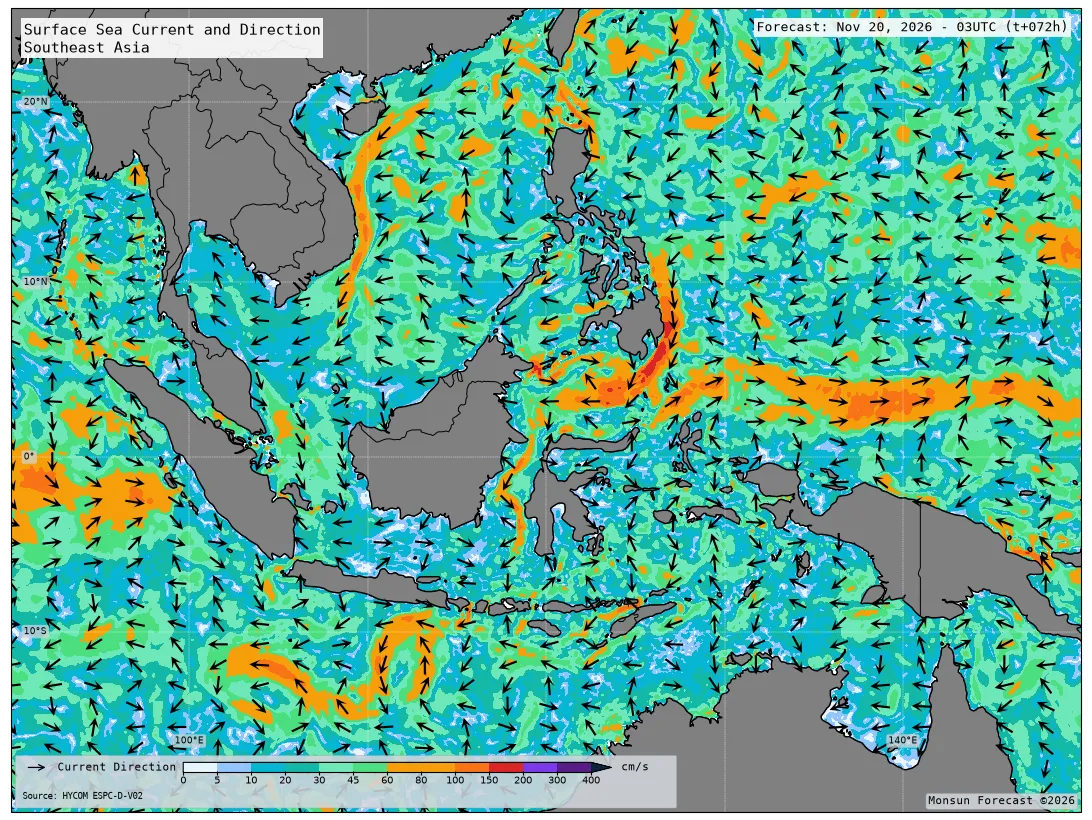 Surface Sea Current and Direction
Southeast Asia
Forecast: Nov 20, 2026 - 03UTC (t+072h)
20°N
10°N
0°
10°S
100°E
140°E
Current Direction
0 5 10 20 30 45 60 80 100 150 200 300 400
cm/s
Source: HYCOM ESPC-D-V02
Monsun Forecast ©2026